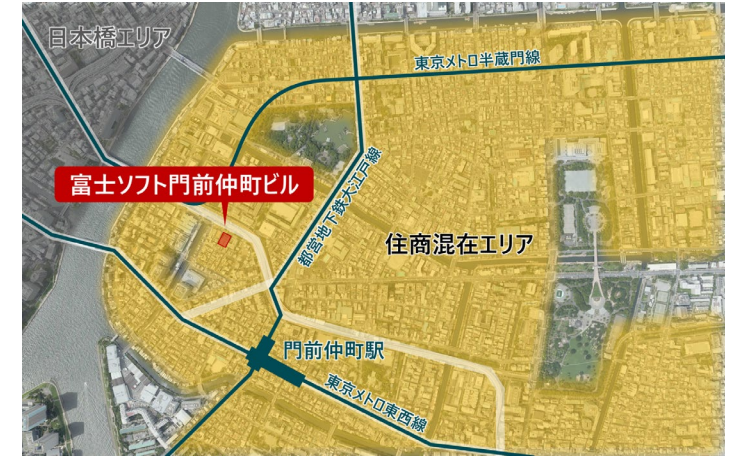 日本橋エリア
東京メトロ半蔵門線
富士ソフト門前仲町ビル
都営地下鉄大江戸線
住商混在エリア
門前仲町駅
東京メトロ東西線